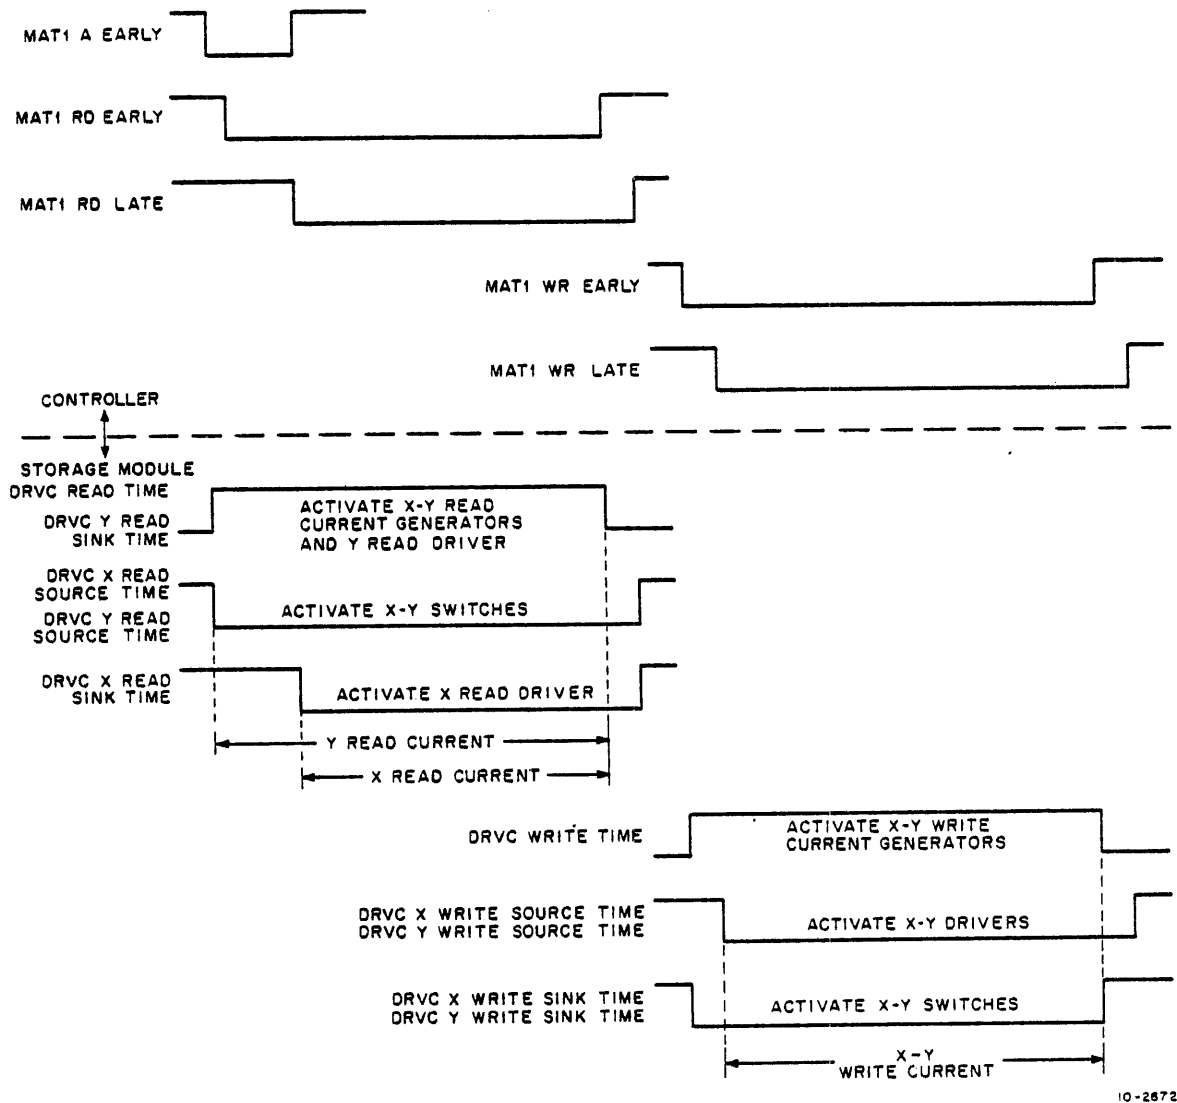 MAT1 A EARLY
MAT1 RD EARLY
MAT1 RD LATE
MAT1 WR EARLY
MAT1 WR LATE
CONTROLLER
STORAGE MODULE
DRVC READ TIME
DRVC Y READ
SINK TIME
ACTIVATE X-Y READ
CURRENT GENERATORS
AND Y READ DRIVER
DRVC X READ
SOURCE TIME
DRVC Y READ
SOURCE TIME
ACTIVATE X-Y SWITCHES
DRVC X READ
SINK TIME
ACTIVATE X READ DRIVER
Y READ CURRENT
X READ CURRENT
DRVC WRITE TIME
ACTIVATE X-Y WRITE
CURRENT GENERATORS
DRVC X WRITE SOURCE TIME
DRVC Y WRITE SOURCE TIME
ACTIVATE X-Y DRIVERS
DRVC X WRITE SINK TIME
DRVC Y WRITE SINK TIME
ACTIVATE X-Y SWITCHES
X-Y
WRITE CURRENT
10-2672